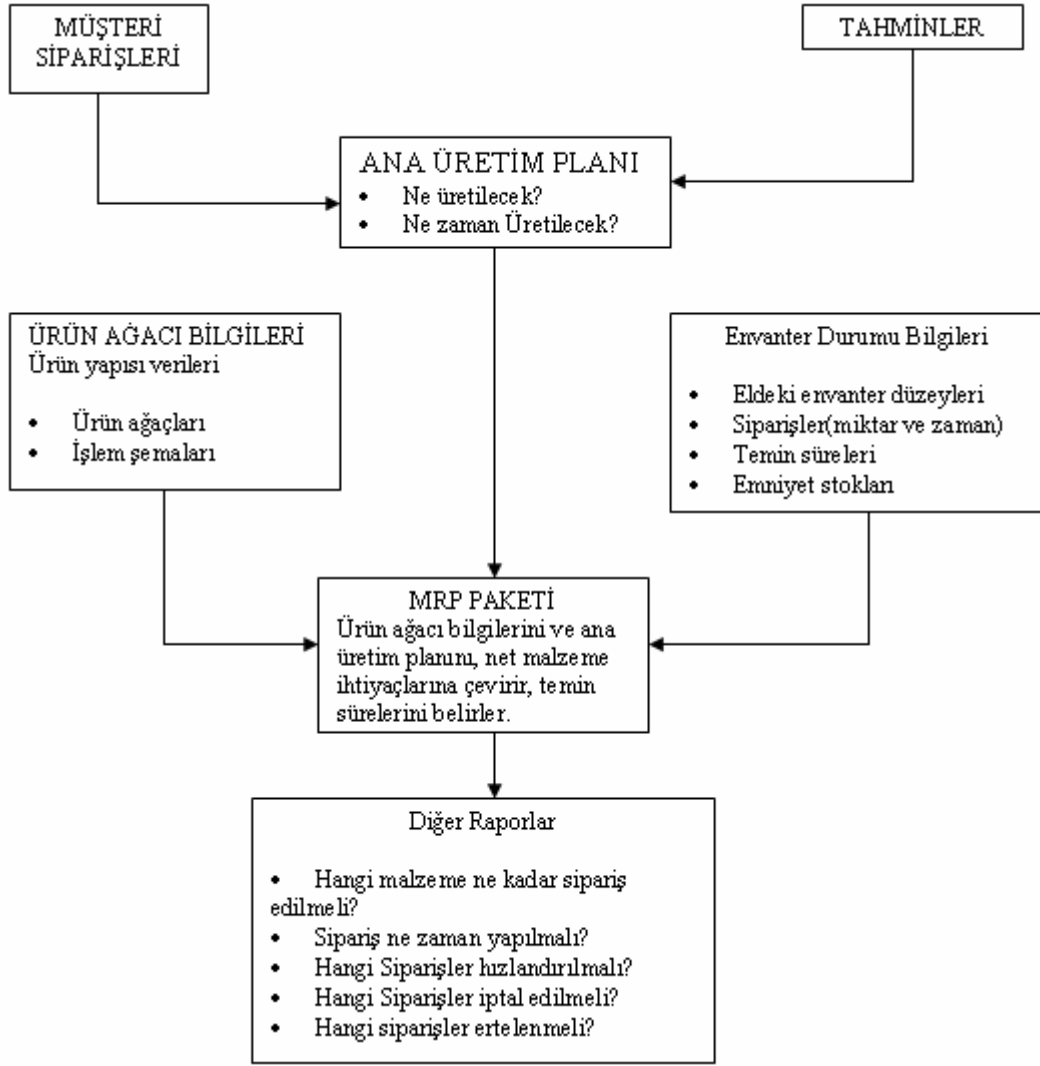 MÜŞTERİ
SİPARİŞLERİ
TAHMİNLER
ANA ÜRETİM PLANI
• Ne üretilecek?
• Ne zaman Üretilecek?
ÜRÜN AĞACI BİLGİLERİ
Ürün yapısı verileri
• Ürün ağaçları
• İşlem şemaları
Envanter Durumu Bilgileri
• Eldeki envanter düzeyleri
• Siparişler(miktar ve zaman)
• Temin süreleri
• Emniyet stokları
MRP PAKETİ
Ürün ağacı bilgilerini ve ana
üretim planını, net malzeme
ihtiyaçlarına çevirir, temin
sürelerini belirler.
Diğer Raporlar
• Hangi malzeme ne kadar sipariş
edilmeli?
• Sipariş ne zaman yapılmalı?
• Hangi Siparişler hızlandırılmalı?
• Hangi Siparişler iptal edilmeli?
• Hangi siparişler ertelenmeli?